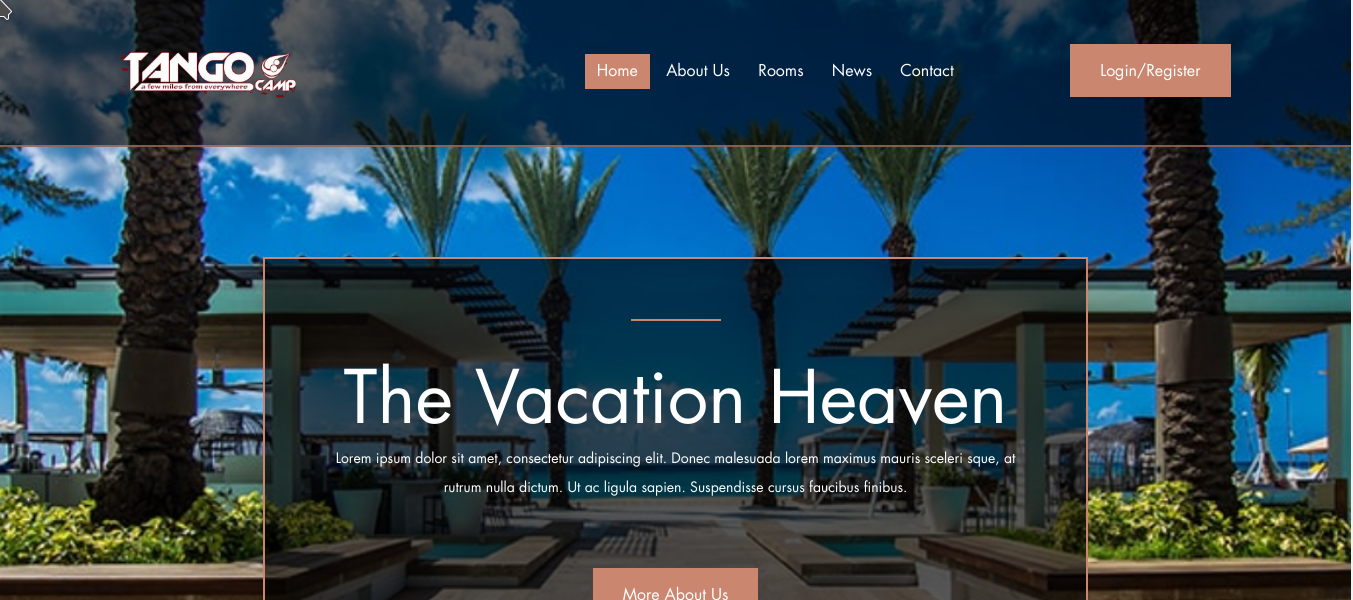 TANGO
CAMP
a few miles from everywhere
Home
About Us
Rooms
News
Contact
Login/Register
The Vacation Heaven
Lorem ipsum dolor sit amet, consectetur adipiscing elit. Donec malesuada lorem maximus mauris sceleri sque, at
rutrum nulla dictum. Ut ac ligula sapien. Suspendisse cursus faucibus finibus.
More About Us